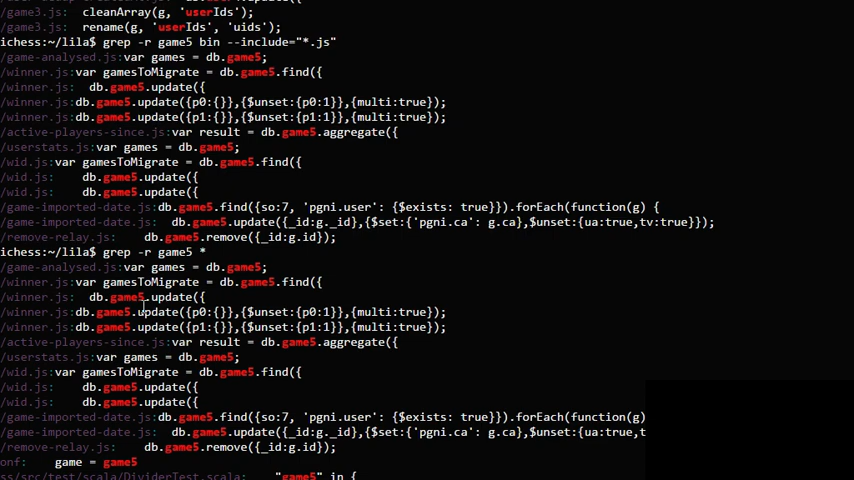 /game3.js:  cleanArray(g, 'userIds');
/game3.js:  rename(g, 'userIds', 'uids');
ichess:~/lila$ grep -r game5 bin --include="*.js"
/game-analysed.js:var games = db.game5;
/winner.js:var gamesToMigrate = db.game5.find({
/winner.js:  db.game5.update({
/winner.js:db.game5.update({p0:{}},{$unset:{p0:1}},{multi:true});
/winner.js:db.game5.update({p1:{}},{$unset:{p1:1}},{multi:true});
/active-players-since.js:var result = db.game5.aggregate({
/userstats.js:var games = db.game5;
/wid.js:var gamesToMigrate = db.game5.find({
/wid.js:    db.game5.update({
/wid.js:    db.game5.update({
/game-imported-date.js:db.game5.find({so:7, 'pgni.user': {$exists: true}}).forEach(function(g) {
/game-imported-date.js:  db.game5.update({_id:g._id},{$set:{'pgni.ca': g.ca},$unset:{ua:true,tv:true}});
/remove-relay.js:    db.game5.remove({_id:g.id});
ichess:~/lila$ grep -r game5 *
/game-analysed.js:var games = db.game5;
/winner.js:var gamesToMigrate = db.game5.find({
/winner.js:  db.game5.update({
/winner.js:db.game5.update({p0:{}},{$unset:{p0:1}},{multi:true});
/winner.js:db.game5.update({p1:{}},{$unset:{p1:1}},{multi:true});
/active-players-since.js:var result = db.game5.aggregate({
/userstats.js:var games = db.game5;
/wid.js:var gamesToMigrate = db.game5.find({
/wid.js:    db.game5.update({
/wid.js:    db.game5.update({
/game-imported-date.js:db.game5.find({so:7, 'pgni.user': {$exists: true}}).forEach(function(g)
/game-imported-date.js:  db.game5.update({_id:g._id},{$set:{'pgni.ca': g.ca},$unset:{ua:true,t
/remove-relay.js:    db.game5.remove({_id:g.id});
onf:    game = game5
ss/src/test/scala/DividerTest.scala:    "game5" in {